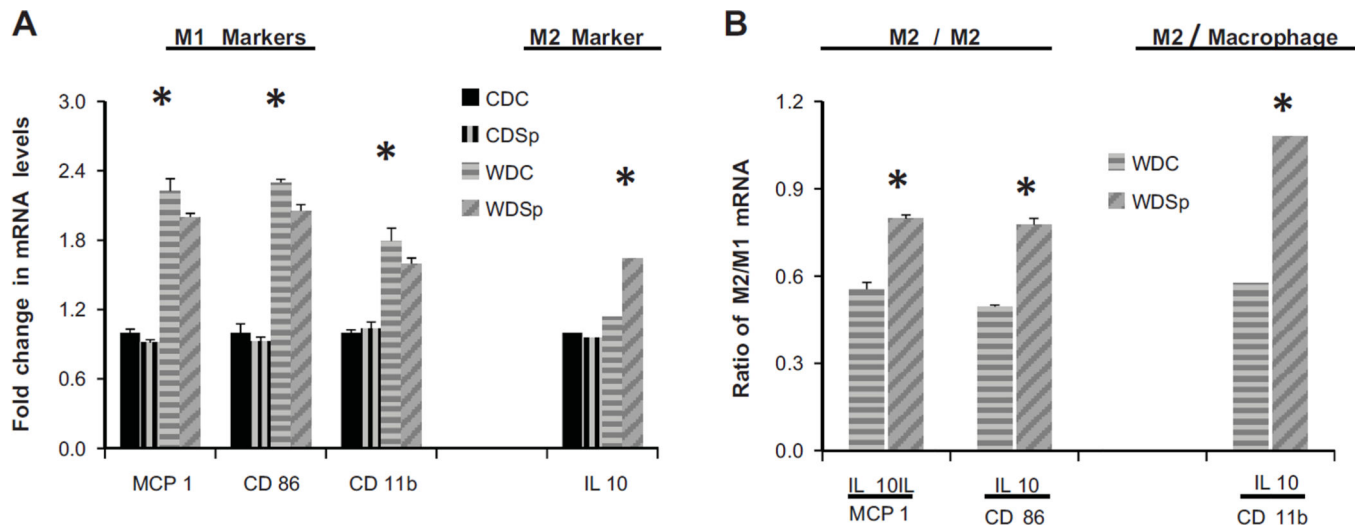 A
M1 Markers
M2 Marker
Fold change in mRNA levels
3.0
2.4
1.8
1.2
0.6
0.0
*
*
*
*
CDC
CDSp
WDC
WDSp
MCP 1
CD 86
CD 11b
IL 10
B
M2 / M2
M2 / Macrophage
Ratio of M2/M1 mRNA
1.2
0.9
0.6
0.3
0.0
*
*
*
WDC
WDSp
IL 10IL
MCP 1
IL 10
CD 86
IL 10
CD 11b